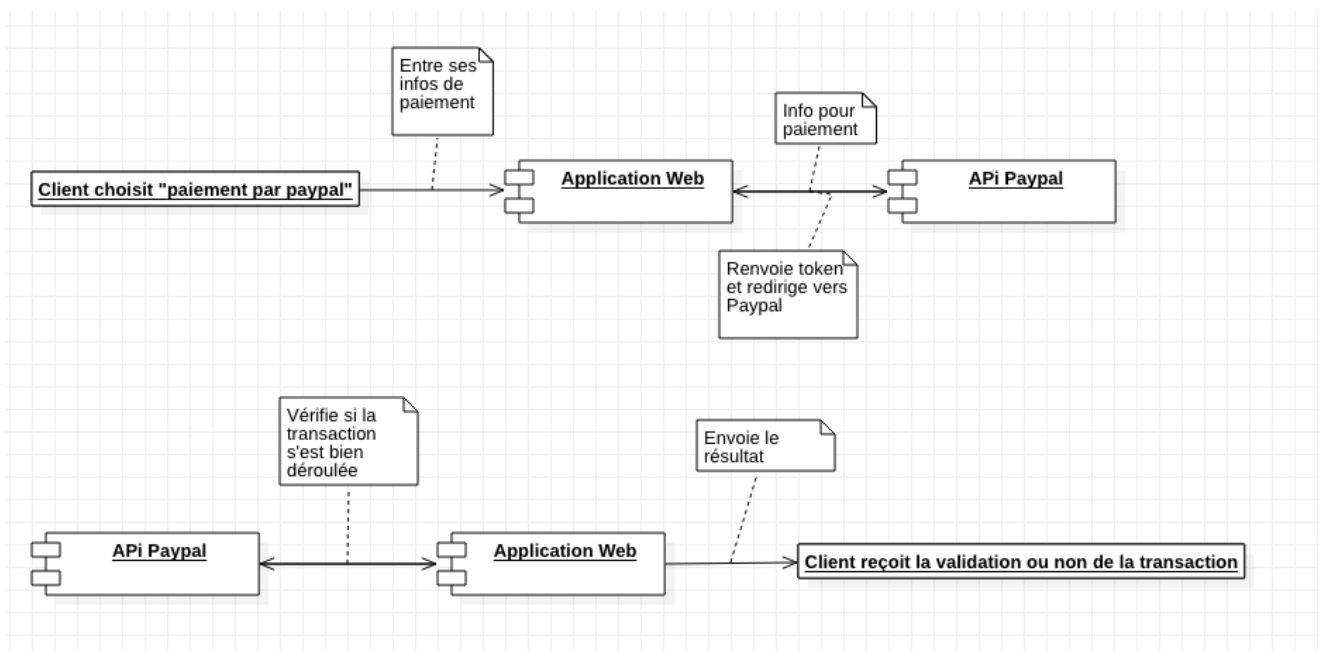 Entre ses
infos de
paiement
Info pour
paiement
Client choisit "paiement par paypal"
Application Web
APi Paypal
Renvoie token
et redirige vers
Paypal
Vérifie si la
transaction
s'est bien
déroulée
Envoie le
résultat
APi Paypal
Application Web
Client reçoit la validation ou non de la transaction